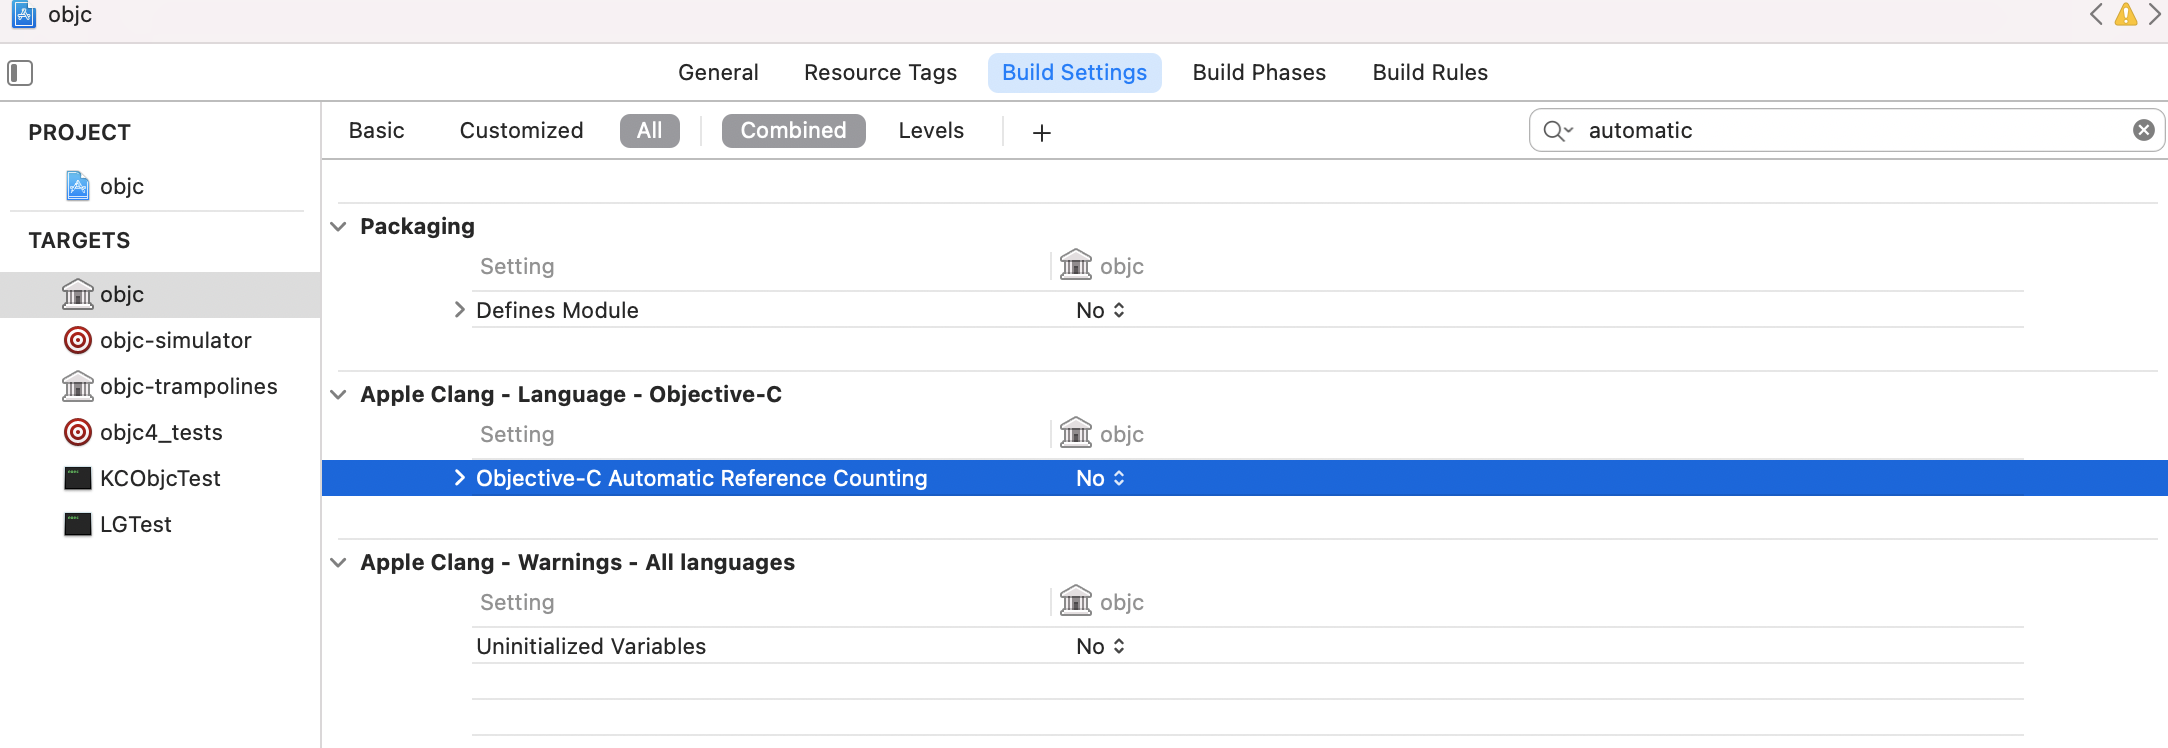 objc
General Resource Tags Build Settings Build Phases Build Rules
PROJECT
objc
TARGETS
objc
objc-simulator
objc-trampolines
objc4_tests
KCObjcTest
LGTest
Basic Customized All Combined Levels + automatic
Packaging
Setting objc
Defines Module No
Apple Clang - Language - Objective-C
Setting objc
Objective-C Automatic Reference Counting No
Apple Clang - Warnings - All languages
Setting objc
Uninitialized Variables No